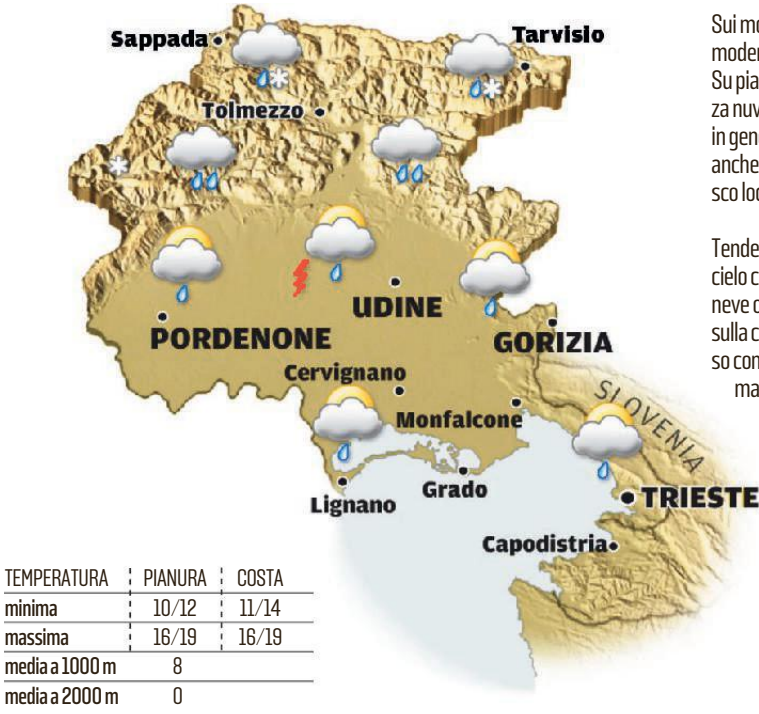 Sappada
Tarvisio
Tolmezzo
UDINE
PORDENONE
GORIZIA
Cervignano
Monfalcone
SLOVENIA
Lignano
Grado
TRIESTE
Capodistria
TEMPERATURA PIANURA COSTA
minima 10/12 11/14
massima 16/19 16/19
media a 1000 m 8
media a 2000 m 0
Sui mo
moder
Su pia
za nuv
in gen
anche
sco loc
Tende
cielo c
neve o
sulla c
so con
ma